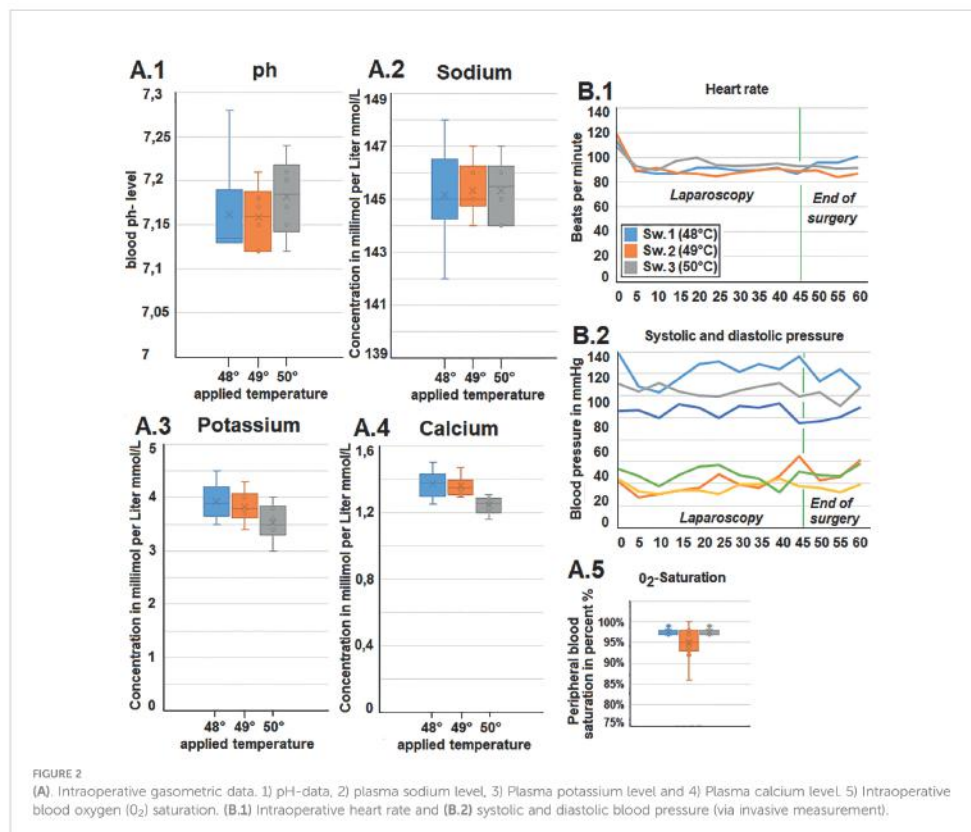 A.1
ph
blood ph- level
7,3
7,25
7,2
7,15
7,1
7,05
7
48° 49° 50°
applied temperature
A.2
Sodium
Concentration in millimol per Liter mmol/L
149
147
145
143
141
139
48° 49° 50°
applied temperature
B.1
Heart rate
Beats per minute
140
120
100
80
60
40
20
0
Laparoscopy
End of
surgery
Sw.1 (48°C)
Sw.2 (49°C)
Sw.3 (50°C)
0 5 10 15 20 25 30 35 40 45 50 55 60
B.2
Systolic and diastolic pressure
Blood pressure in mmHg
140
120
100
80
60
40
20
0
Laparoscopy
End of
surgery
0 5 10 15 20 25 30 35 40 45 50 55 60
A.3
Potassium
Concentration in millimol per Liter mmol/L
5
4
3
2
1
0
48° 49° 50°
applied temperature
A.4
Calcium
Concentration in millimol per Liter mmol/L
1,6
1,2
0,8
0,4
0
48° 49° 50°
applied temperature
A.5
0₂-Saturation
Peripheral blood
saturation in percent %
100%
95%
90%
85%
80%
75%
FIGURE 2
(A). Intraoperative gasometric data. 1) pH-data, 2) plasma sodium level, 3) Plasma potassium level and 4) Plasma calcium level. 5) Intraoperative
blood oxygen (0₂) saturation. (B.1) Intraoperative heart rate and (B.2) systolic and diastolic blood pressure (via invasive measurement).